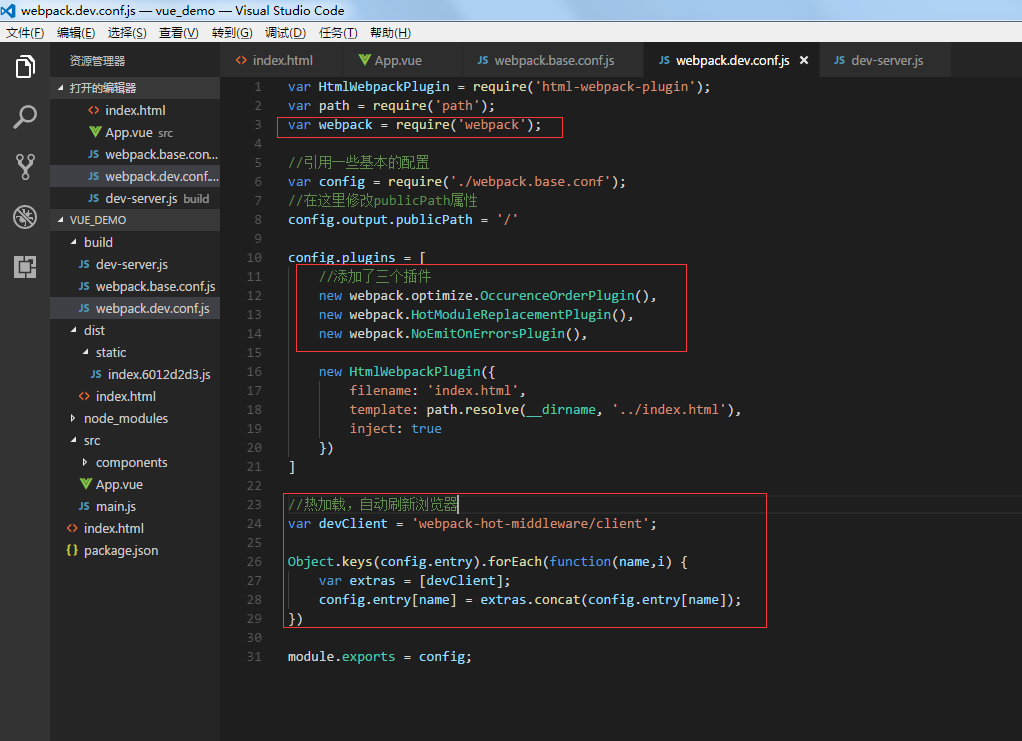 webpack.dev.conf.js — vue_demo — Visual Studio Code
文件(F) 编辑(E) 选择(S) 查看(V) 转到(G) 调试(D) 任务(T) 帮助(H)
资源管理器
打开的编辑器
<> index.html
App.vue src
JS webpack.base.con...
JS webpack.dev.conf....
JS dev-server.js build
VUE_DEMO
build
JS dev-server.js
JS webpack.base.conf.js
JS webpack.dev.conf.js
dist
static
JS index.6012d2d3.js
<> index.html
node_modules
src
components
App.vue
JS main.js
<> index.html
{} package.json
<> index.html App.vue JS webpack.base.conf.js JS webpack.dev.conf.js × JS dev-server.js
1 var HtmlWebpackPlugin = require('html-webpack-plugin');
2 var path = require('path');
3 var webpack = require('webpack');
4
5 //引用一些基本的配置
6 var config = require('./webpack.base.conf');
7 //在这里修改publicPath属性
8 config.output.publicPath = '/'
9
10 config.plugins = [
11 //添加了三个插件
12 new webpack.optimize.OccurenceOrderPlugin(),
13 new webpack.HotModuleReplacementPlugin(),
14 new webpack.NoEmitOnErrorsPlugin(),
15
16 new HtmlWebpackPlugin({
17 filename: 'index.html',
18 template: path.resolve(__dirname, '../index.html'),
19 inject: true
20 })
21 ]
22
23 //热加载，自动刷新浏览器
24 var devClient = 'webpack-hot-middleware/client';
25
26 Object.keys(config.entry).forEach(function(name,i) {
27 var extras = [devClient];
28 config.entry[name] = extras.concat(config.entry[name]);
29 })
30
31 module.exports = config;